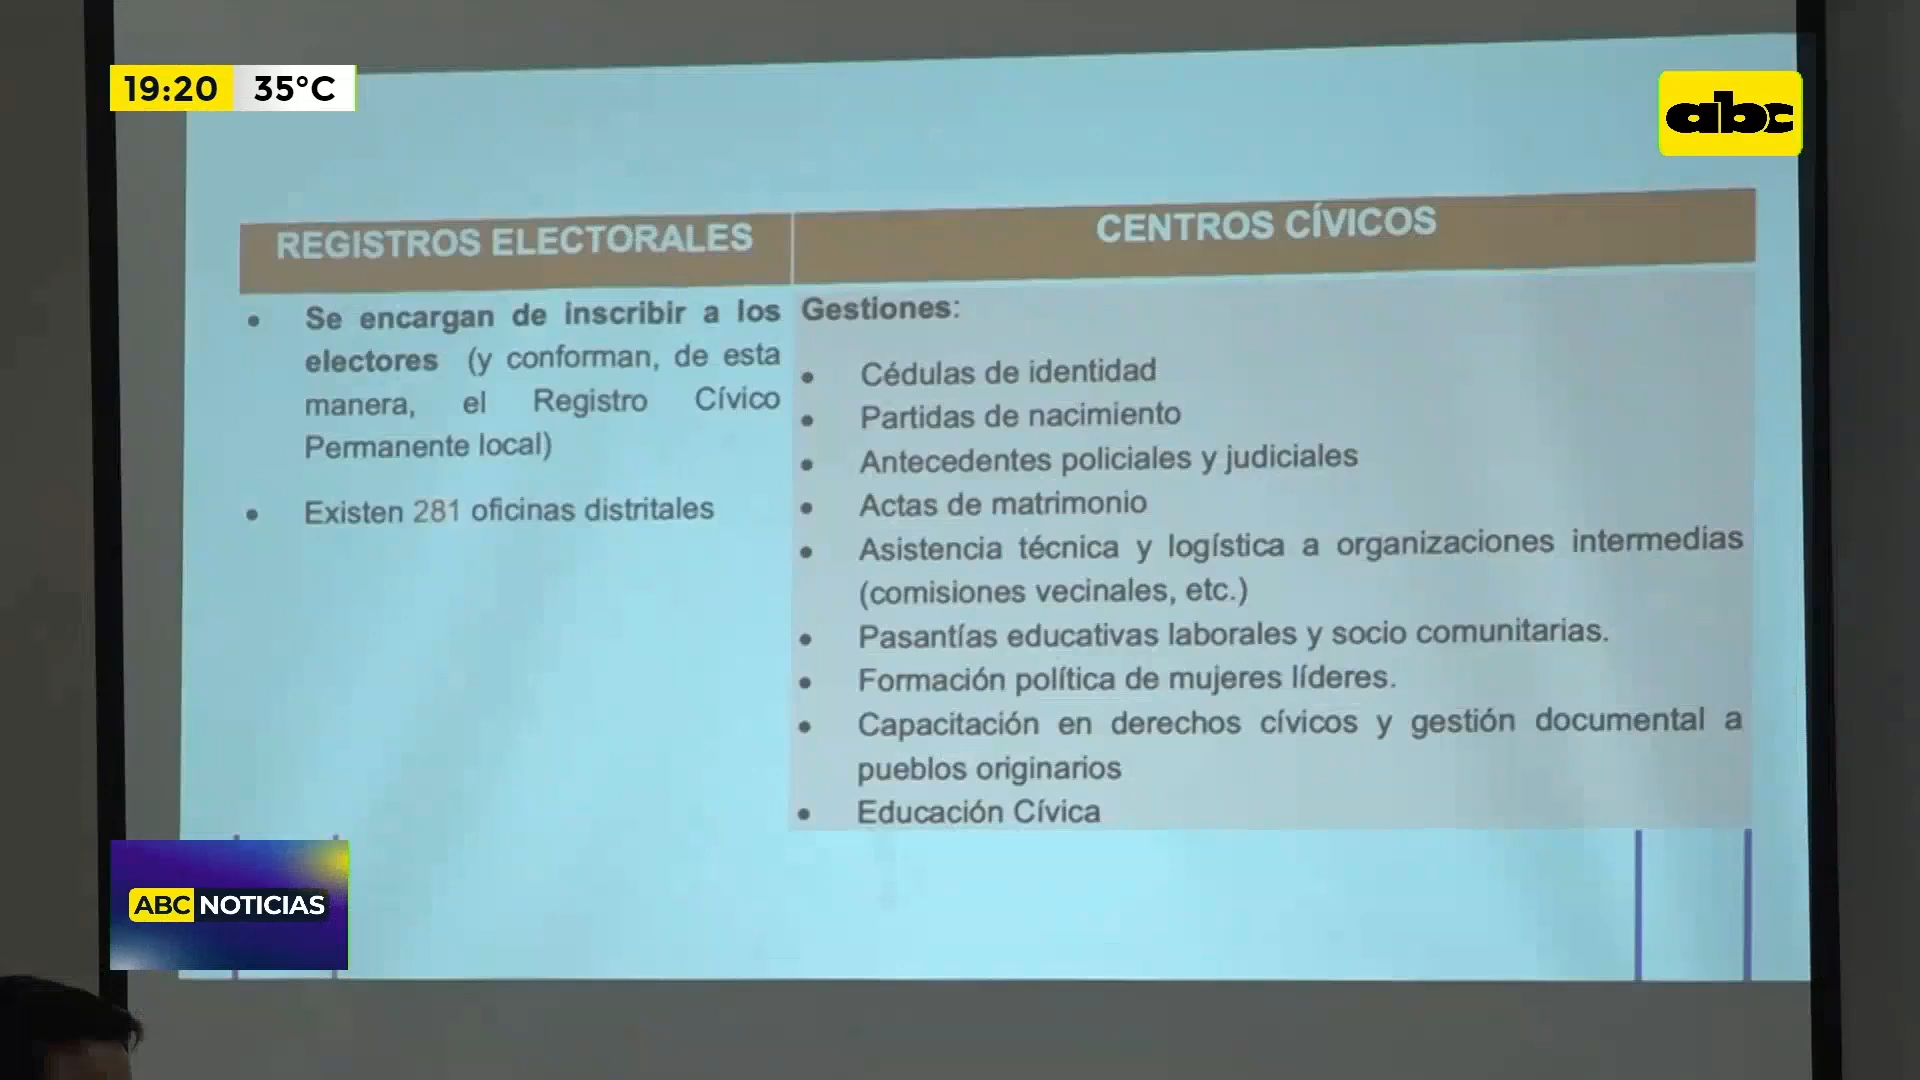 19:20 35°C
abc
REGISTROS ELECTORALES
CENTROS CÍVICOS
• Se encargan de inscribir a los
electores (y conforman, de esta
manera, el Registro Cívico
Permanente local)
• Existen 281 oficinas distritales
Gestiones:
• Cédulas de identidad
• Partidas de nacimiento
• Antecedentes policiales y judiciales
• Actas de matrimonio
• Asistencia técnica y logística a organizaciones intermedias
(comisiones vecinales, etc.)
• Pasantías educativas laborales y socio comunitarias.
• Formación política de mujeres líderes.
• Capacitación en derechos cívicos y gestión documental a
pueblos originarios
• Educación Cívica
ABC NOTICIAS